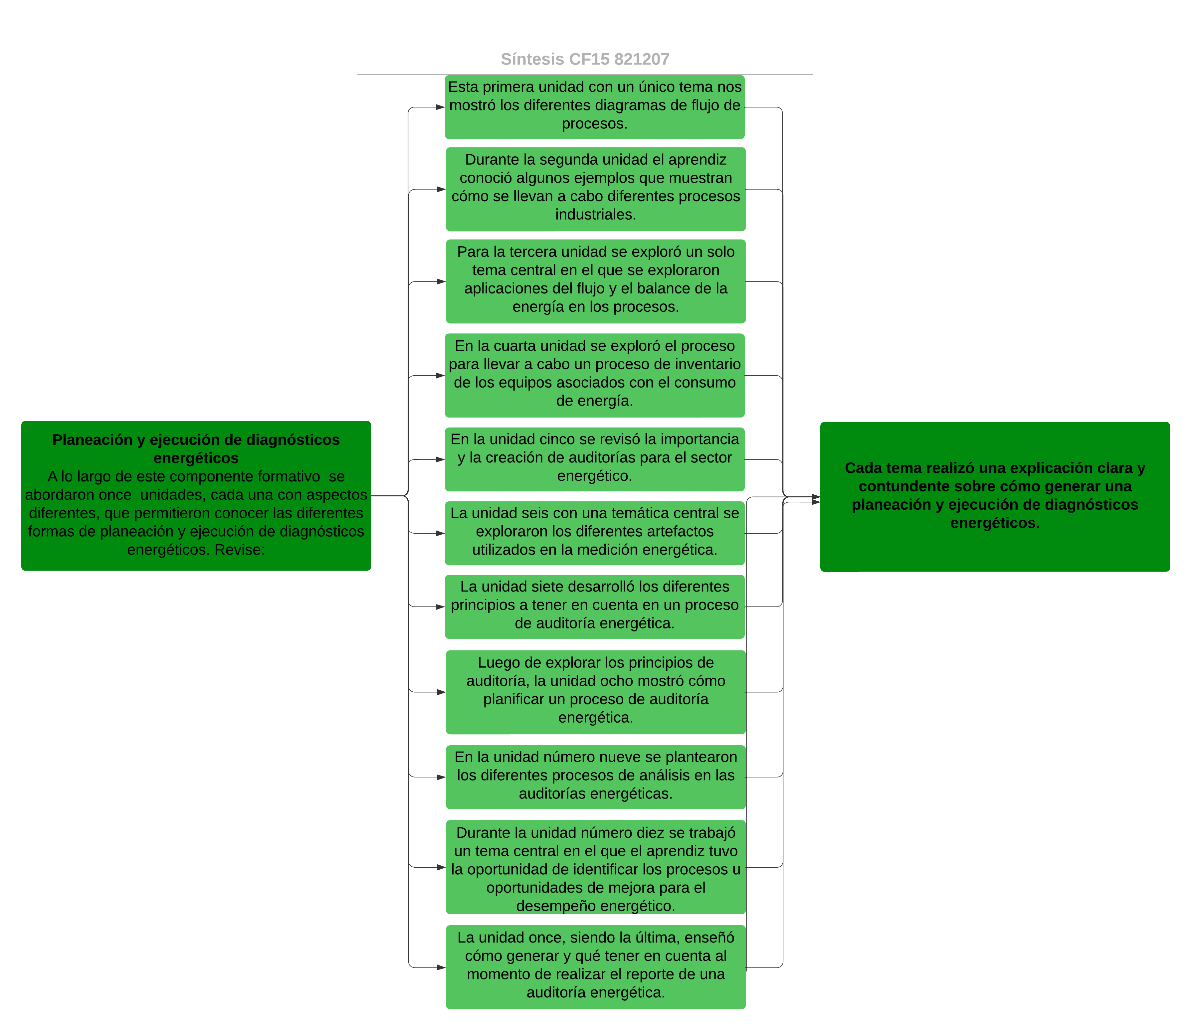 Síntesis CF15 821207
Esta primera unidad con un único tema nos
mostró los diferentes diagramas de flujo de
procesos.
Durante la segunda unidad el aprendiz
conoció algunos ejemplos que muestran
cómo se llevan a cabo diferentes procesos
industriales.
Para la tercera unidad se exploró un solo
tema central en el que se exploraron
aplicaciones del flujo y el balance de la
energía en los procesos.
En la cuarta unidad se exploró el proceso
para llevar a cabo un proceso de inventario
de los equipos asociados con el consumo
de energía.
Planeación y ejecución de diagnósticos
energéticos
A lo largo de este componente formativo  se
abordaron once  unidades, cada una con aspectos
diferentes, que permitieron conocer las diferentes
formas de planeación y ejecución de diagnósticos
energéticos. Revise:
En la unidad cinco se revisó la importancia
y la creación de auditorías para el sector
energético.
La unidad seis con una temática central se
exploraron los diferentes artefactos
utilizados en la medición energética.
La unidad siete desarrolló los diferentes
principios a tener en cuenta en un proceso
de auditoría energética.
Luego de explorar los principios de
auditoría, la unidad ocho mostró cómo
planificar un proceso de auditoría
energética.
En la unidad número nueve se plantearon
los diferentes procesos de análisis en las
auditorías energéticas.
Durante la unidad número diez se trabajó
un tema central en el que el aprendiz tuvo
la oportunidad de identificar los procesos u
oportunidades de mejora para el
desempeño energético.
La unidad once, siendo la última, enseñó
cómo generar y qué tener en cuenta al
momento de realizar el reporte de una
auditoría energética.
Cada tema realizó una explicación clara y
contundente sobre cómo generar una
planeación y ejecución de diagnósticos
energéticos.